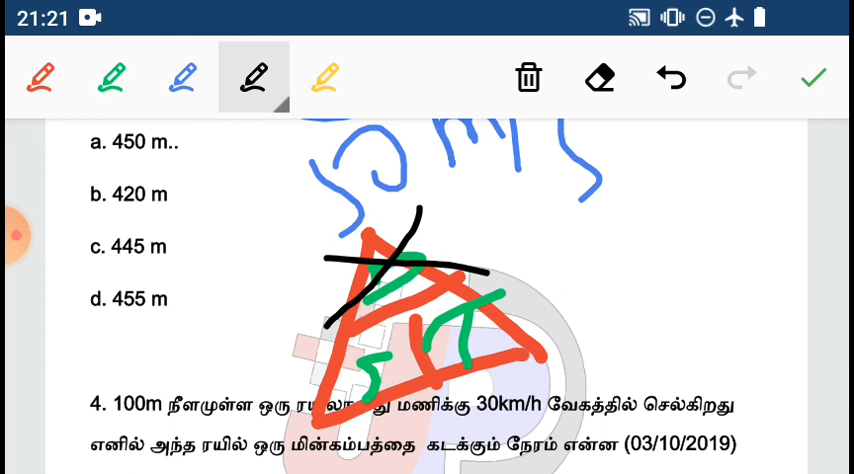 21:21
50 m/s
a. 450 m..
b. 420 m
c. 445 m
d. 455 m
D
S T
4. 100m நீளமுள்ள ஒரு மணிக்கு 30km/h வேகத்தில் செல்கிறது
எனில் அந்த ரயில் ஒரு மின்கம்பத்தை கடக்கும் நேரம் என்ன (03/10/2019)